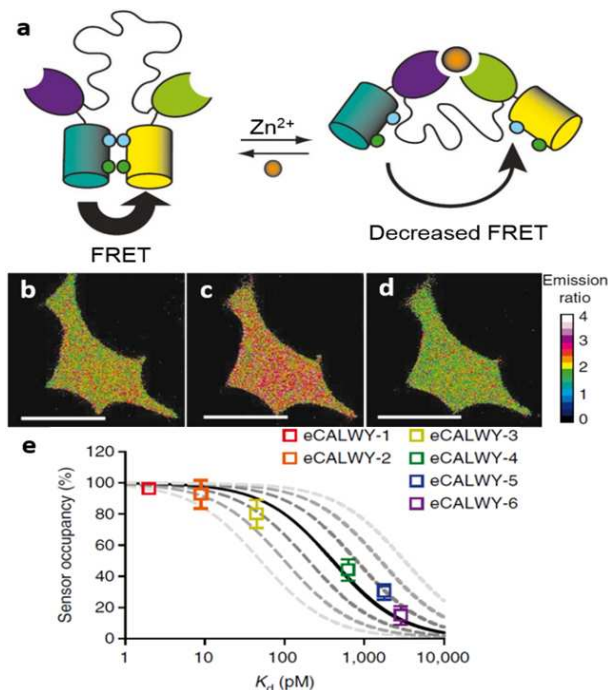 a
Zn²⁺
FRET
Decreased FRET
b
c
d
Emission
ratio
4
3
2
1
0
e
eCALWY-1
eCALWY-2
eCALWY-3
eCALWY-4
eCALWY-5
eCALWY-6
Sensor occupancy (%)
120
100
80
60
40
20
0
1
10
100
1,000
10,000
K_d (pM)